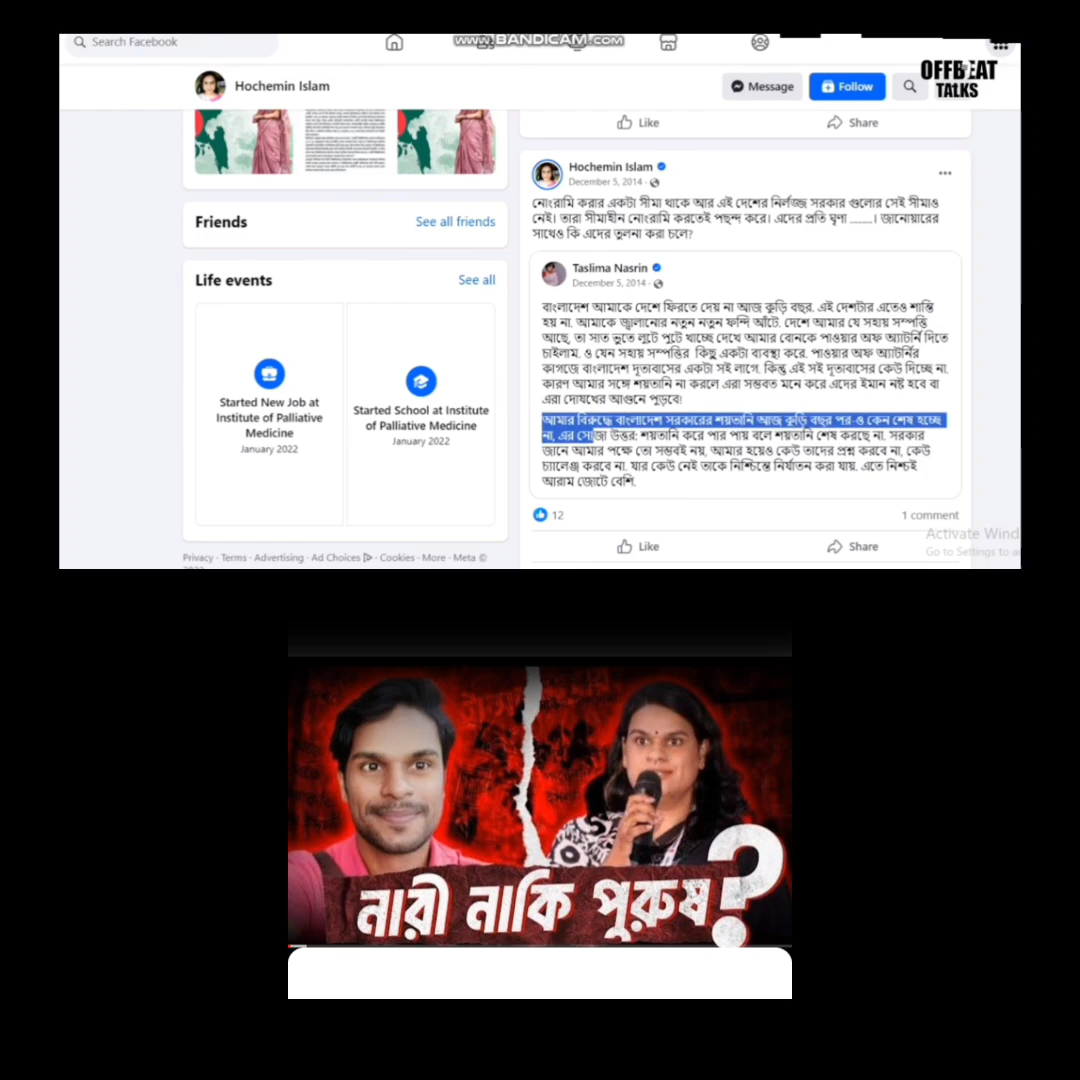 Search Facebook
WWW.BANDICAM.COM
OFFBEAT
TALKS
Hochemin Islam
Message
Follow
Like
Share
Friends
See all friends
Life events
See all
Started New Job at
Institute of Palliative
Medicine
January 2022
Started School at Institute
of Palliative Medicine
January 2022
Privacy · Terms · Advertising · Ad Choices · Cookies · More · Meta ©
Hochemin Islam
December 5, 2014 ·
নোংরামি করার একটা সীমা থাকে আর এই দেশের নির্লজ্জ সরকার গুলোর সেই সীমাও
নেই। তারা সীমাহীন নোংরামি করতেই পছন্দ করে। এদের প্রতি ঘৃণা ........। জানোয়ারের
সাথেও কি এদের তুলনা করা চলে?
Taslima Nasrin
December 5, 2014 ·
বাংলাদেশ আমাকে দেশে ফিরতে দেয় না আজ কুড়ি বছর. এই দেশটার এতেও শান্তি
হয় না. আমাকে জ্বালানোর নতুন নতুন ফন্দি আঁটে. দেশে আমার যে সহায় সম্পত্তি
আছে, তা সাত ভুতে লুটে পুটে খাচ্ছে দেখে আমার বোনকে পাওয়ার অফ অ্যাটর্নি দিতে
চাইলাম. ও যেন সহায় সম্পত্তির কিছু একটা ব্যবস্থা করে. পাওয়ার অফ অ্যাটর্নির
কাগজে বাংলাদেশ দূতাবাসের একটা সই লাগে. কিন্তু এই সই দূতাবাসের কেউ দিচ্ছে না.
কারণ আমার সঙ্গে শয়তানি না করলে এরা সম্ভবত মনে করে এদের ইমান নষ্ট হবে বা
এরা দোযখের আগুনে পুড়বে!
আমার বিরুদ্ধে বাংলাদেশ সরকারের শয়তানি আজ কুড়ি বছর পর-ও কেন শেষ হচ্ছে
না, এর সোজা উত্তর: শয়তানি করে পার পায় বলে শয়তানি শেষ করছে না. সরকার
জানে আমার পক্ষে তো সম্ভবই নয়, আমার হয়েও কেউ তাদের প্রশ্ন করবে না, কেউ
চ্যালেঞ্জ করবে না. যার কেউ নেই তাকে নিশ্চিন্তে নির্যাতন করা যায়. এতে নিশ্চই
আরাম জোটে বেশি.
12
1 comment
Like
Share
Activate Wind
Go to Settings to a
নারী নাকি পুরুষ?